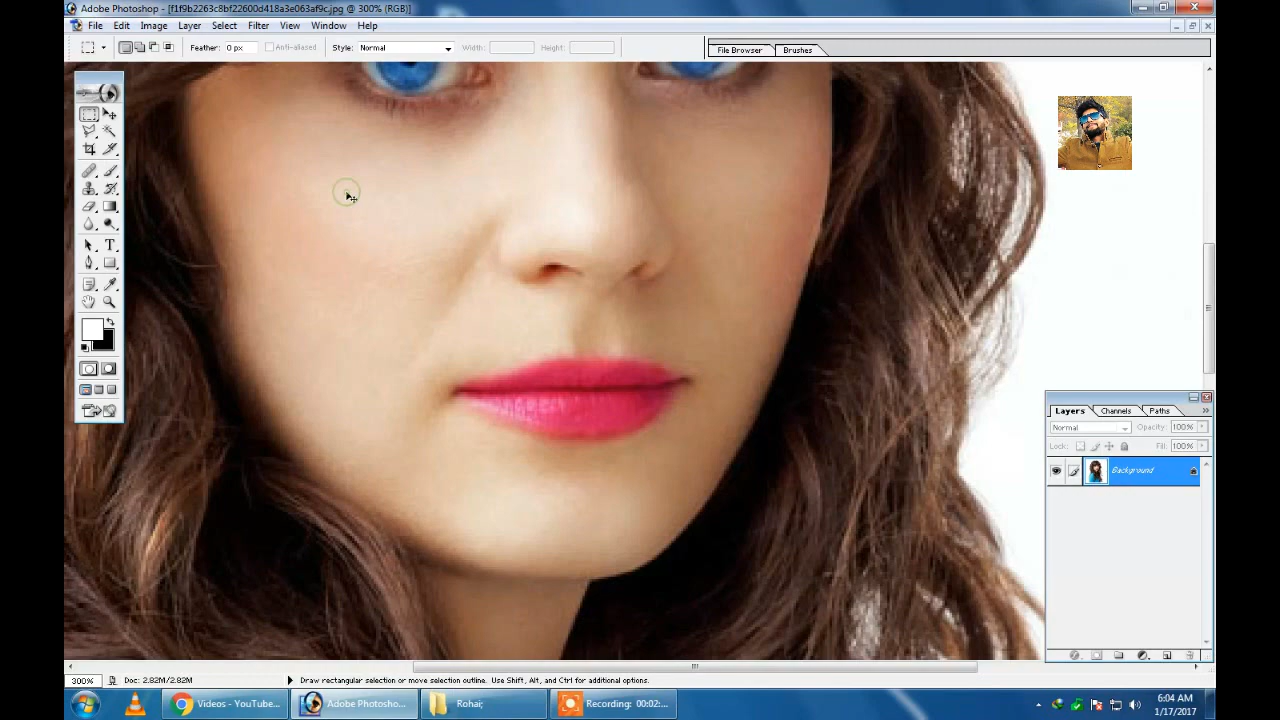 Adobe Photoshop - [f1f9b2263c8bf22600d418a3e063af9c.jpg @ 300% (RGB)]
File Edit Image Layer Select Filter View Window Help
Feather: 0 px Anti-aliased Style: Normal Width: Height: File Browser Brushes
Layers Channels Paths
Normal Opacity: 100%
Lock: Fill: 100%
Background
300% Doc: 2.82M/2.82M Draw rectangular selection or move selection outline. Use Shift, Alt, and Ctrl for additional options.
Videos - YouTube... Adobe Photosho... Rohaj; Recording: 00:02:... 6:04 AM
1/17/2017